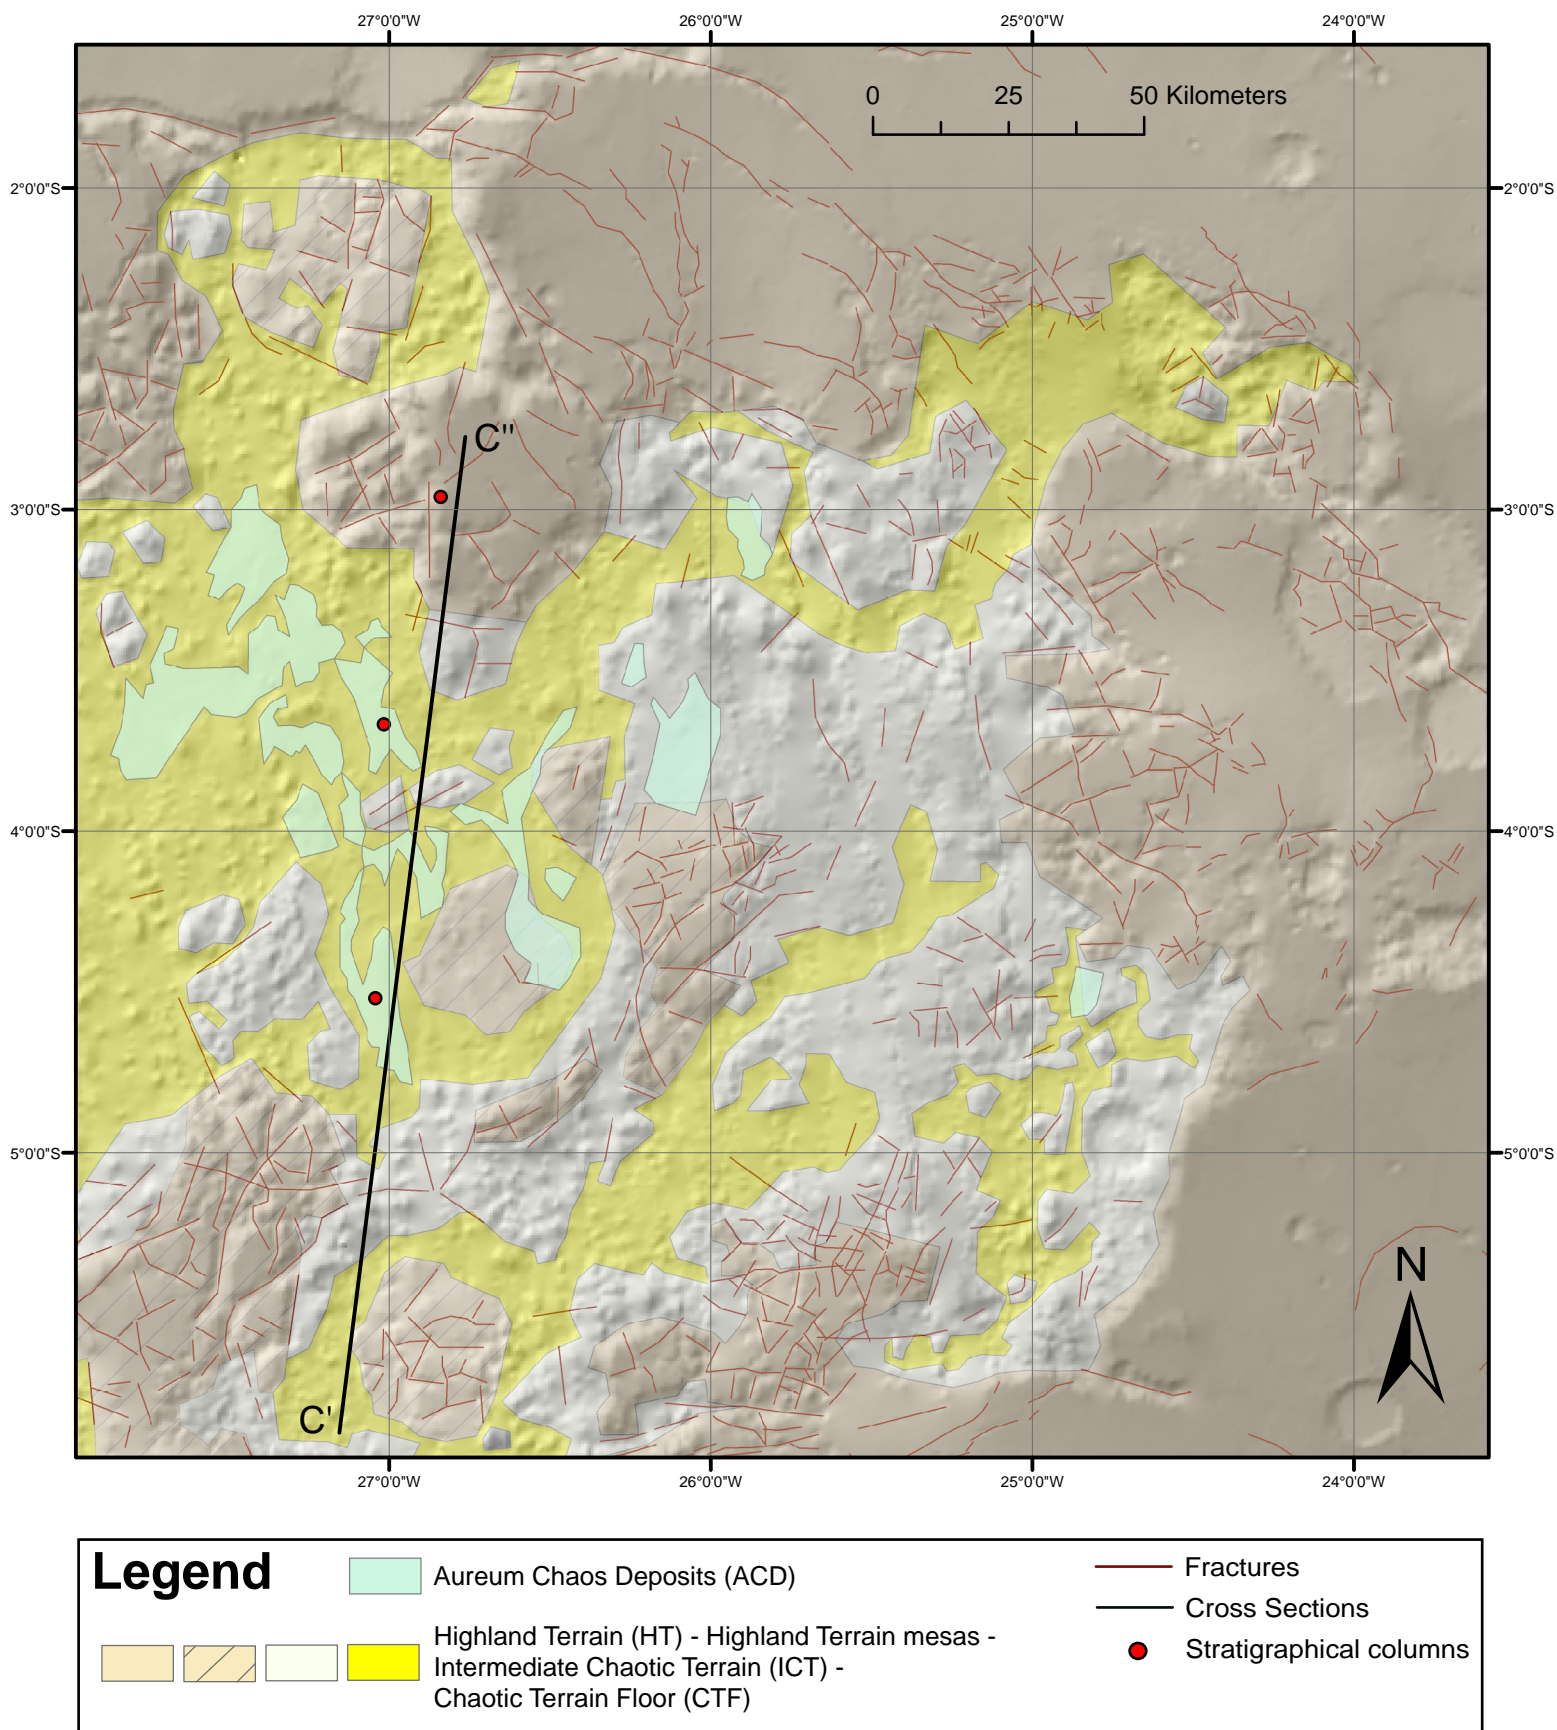 27°0'0"W 26°0'0"W 25°0'0"W 24°0'0"W
0 25 50 Kilometers
2°0'0"S 2°0'0"S
C"
3°0'0"S 3°0'0"S
4°0'0"S 4°0'0"S
5°0'0"S 5°0'0"S
N
C'
27°0'0"W 26°0'0"W 25°0'0"W 24°0'0"W
Legend
Aureum Chaos Deposits (ACD)
Highland Terrain (HT) - Highland Terrain mesas -
Intermediate Chaotic Terrain (ICT) -
Chaotic Terrain Floor (CTF)
Fractures
Cross Sections
Stratigraphical columns